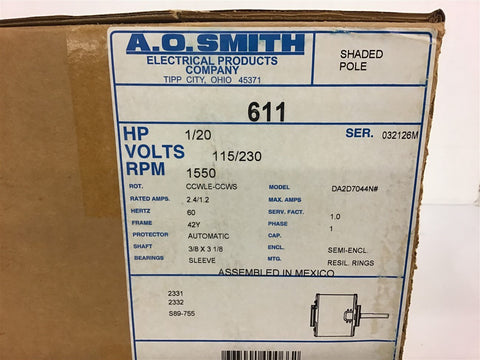 A.O.SMITH
ELECTRICAL PRODUCTS
COMPANY
TIPP CITY, OHIO 45371
SHADED
POLE
611
HP 1/20 SER. 032126M
VOLTS 115/230
RPM 1550
ROT. CCWLE-CCWS MODEL DA2D7044N#
RATED AMPS. 2.4/1.2 MAX. AMPS
HERTZ 60 SERV. FACT. 1.0
FRAME 42Y PHASE 1
PROTECTOR AUTOMATIC CAP.
SHAFT 3/8 X 3 1/8 ENCL. SEMI-ENCL.
BEARINGS SLEEVE MTG. RESIL. RINGS
ASSEMBLED IN MEXICO
2331
2332
S89-755